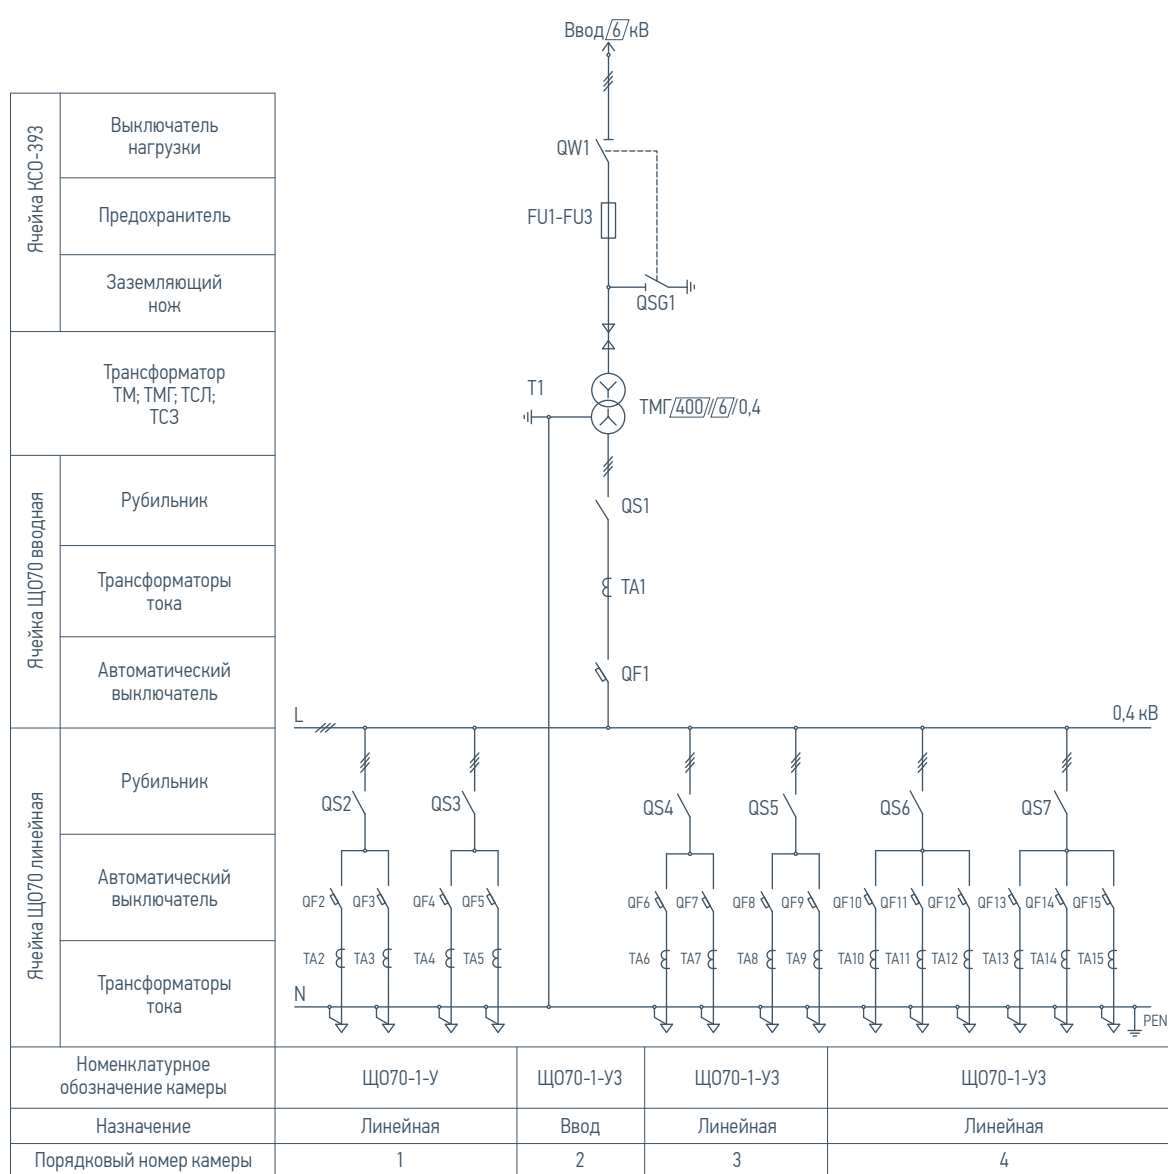 Ввод/6/кВ
Ячейка КСО-393
Выключатель
нагрузки
QW1
Предохранитель
FU1-FU3
Заземляющий
нож
QSG1
Трансформатор
ТМ; ТМГ; ТСЛ;
ТСЗ
T1
ТМГ/400//6//0,4
Ячейка ЩО70 вводная
Рубильник
QS1
Трансформаторы
тока
TA1
Автоматический
выключатель
QF1
L
0,4 кВ
Ячейка ЩО70 линейная
Рубильник
QS2 QS3 QS4 QS5 QS6 QS7
Автоматический
выключатель
QF2 QF3 QF4 QF5 QF6 QF7 QF8 QF9 QF10 QF11 QF12 QF13 QF14 QF15
Трансформаторы
тока
TA2 TA3 TA4 TA5 TA6 TA7 TA8 TA9 TA10 TA11 TA12 TA13 TA14 TA15
N
PEN
Номенклатурное
обозначение камеры
ЩО70-1-У ЩО70-1-У3 ЩО70-1-У3 ЩО70-1-У3
Назначение Линейная Ввод Линейная Линейная
Порядковый номер камеры 1 2 3 4